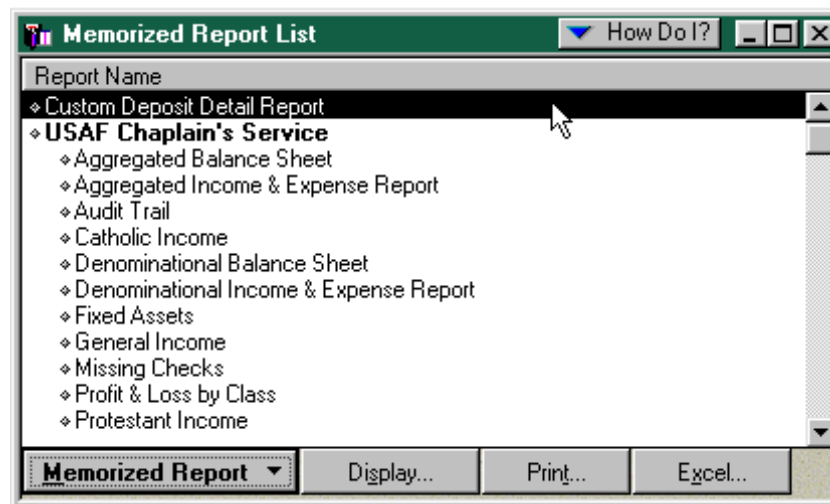 Memorized Report List How Do I?
Report Name
Custom Deposit Detail Report
USAF Chaplain's Service
Aggregated Balance Sheet
Aggregated Income & Expense Report
Audit Trail
Catholic Income
Denominational Balance Sheet
Denominational Income & Expense Report
Fixed Assets
General Income
Missing Checks
Profit & Loss by Class
Protestant Income
Memorized Report Display... Print... Excel...